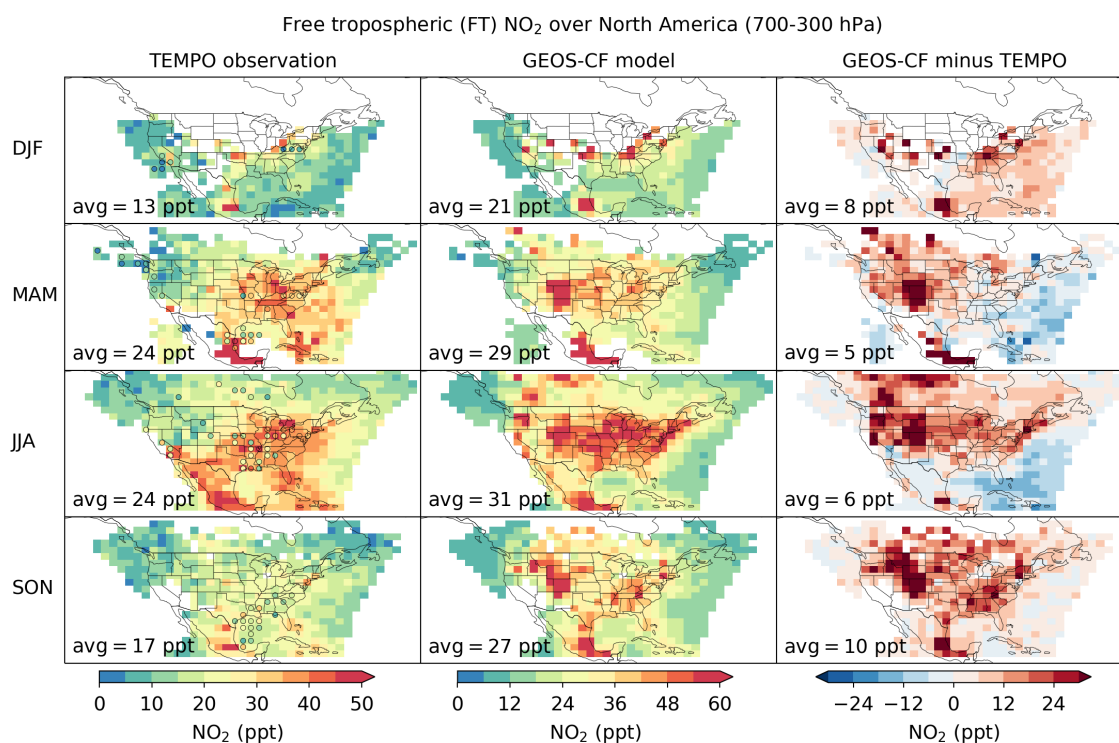 Free tropospheric (FT) NO₂ over North America (700-300 hPa)
TEMPO observation GEOS-CF model GEOS-CF minus TEMPO
DJF
avg = 13 ppt avg = 21 ppt avg = 8 ppt
MAM
avg = 24 ppt avg = 29 ppt avg = 5 ppt
JJA
avg = 24 ppt avg = 31 ppt avg = 6 ppt
SON
avg = 17 ppt avg = 27 ppt avg = 10 ppt
0 10 20 30 40 50 0 12 24 36 48 60 −24 −12 0 12 24
NO₂ (ppt) NO₂ (ppt) NO₂ (ppt)